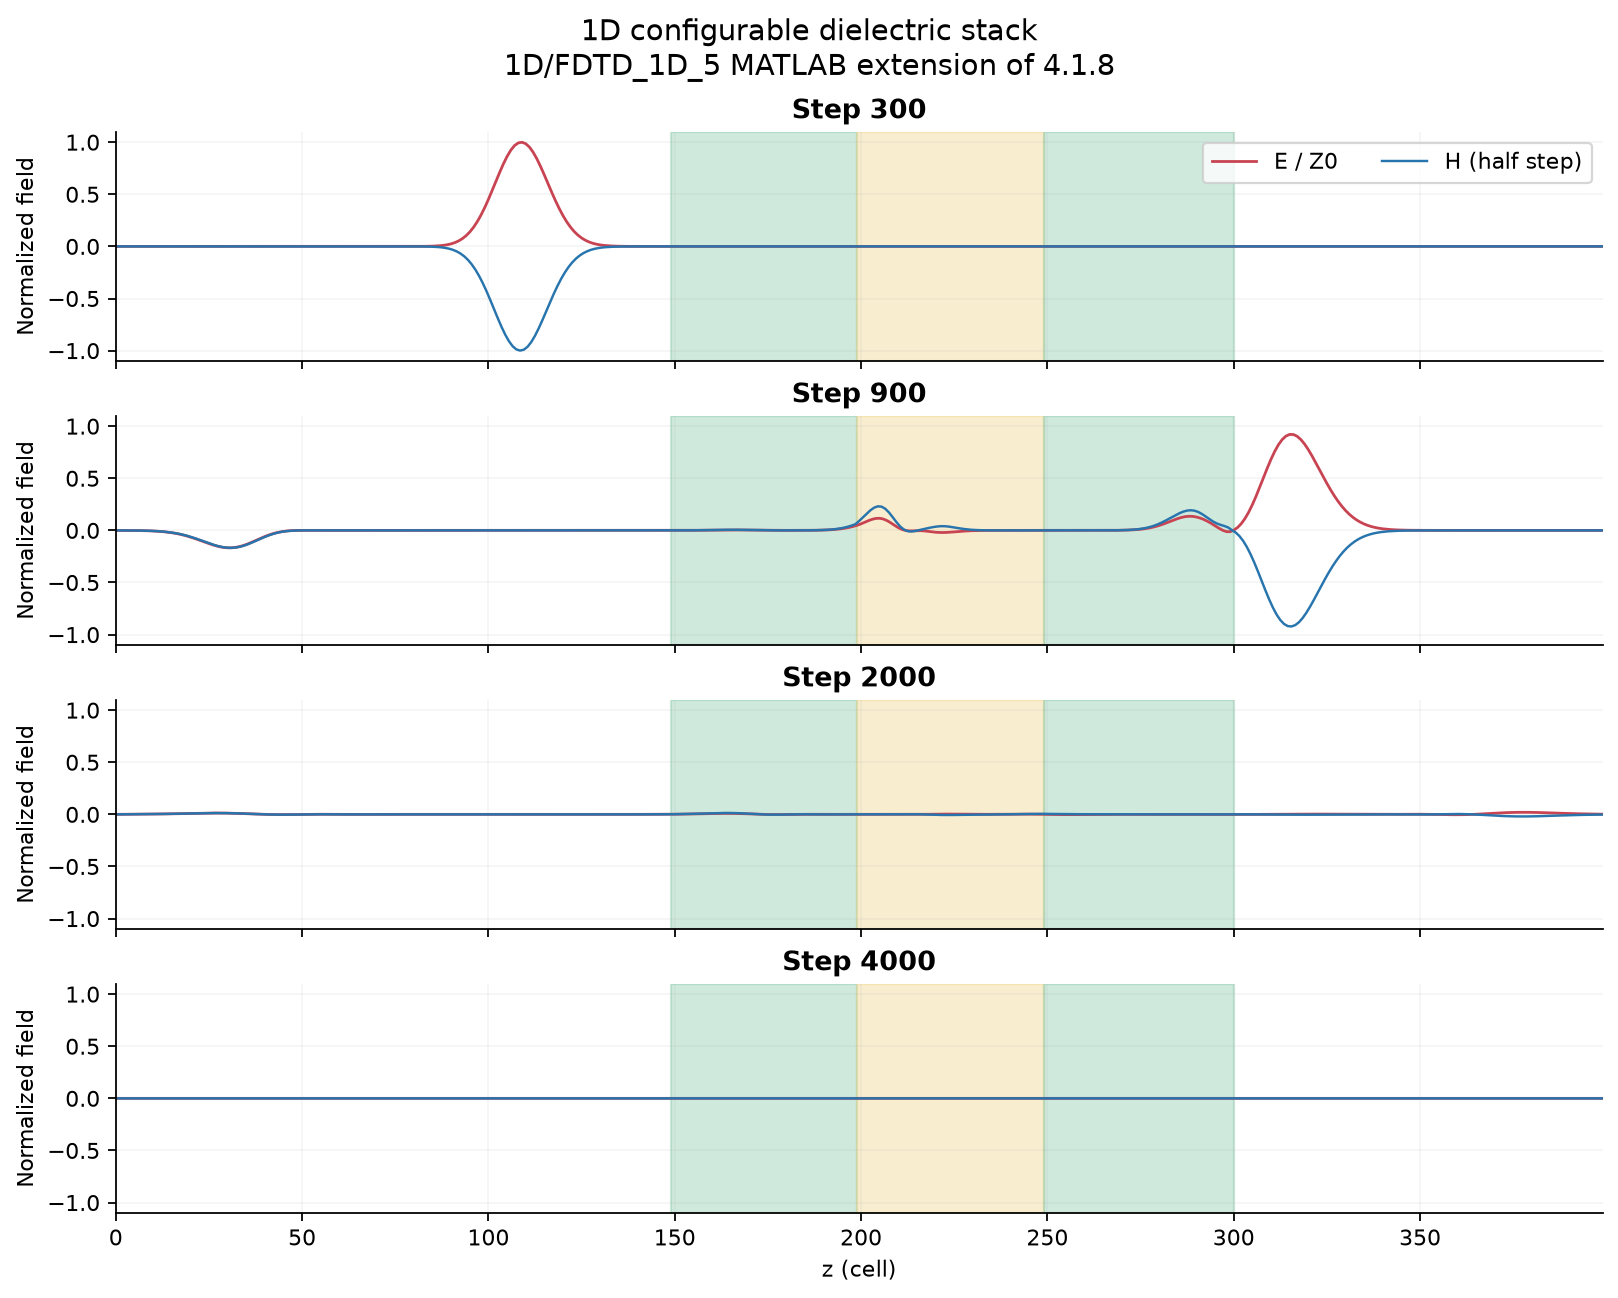 1D configurable dielectric stack
1D/FDTD_1D_5 MATLAB extension of 4.1.8
Step 300
Normalized field
1.0
0.5
0.0
−0.5
−1.0
E / Z0
H (half step)
Step 900
Normalized field
1.0
0.5
0.0
−0.5
−1.0
Step 2000
Normalized field
1.0
0.5
0.0
−0.5
−1.0
Step 4000
Normalized field
1.0
0.5
0.0
−0.5
−1.0
0 50 100 150 200 250 300 350
z (cell)